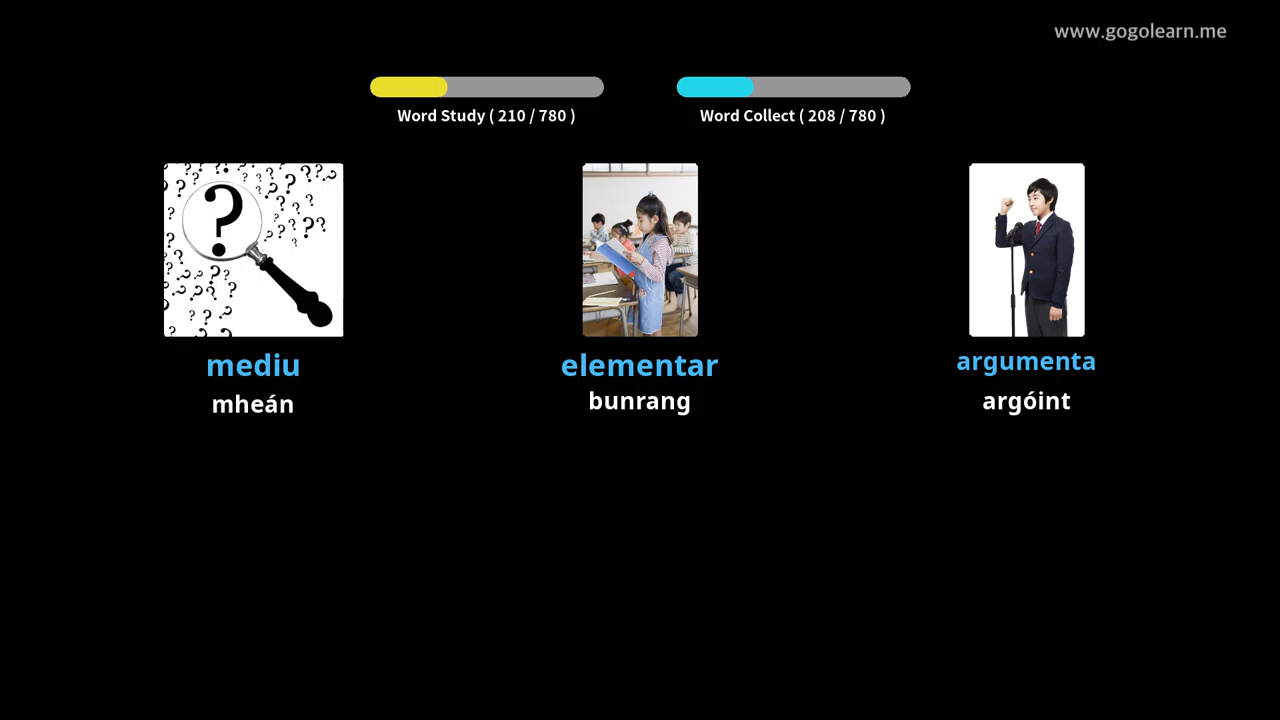 www.gogolearn.me
Word Study ( 210 / 780 )
Word Collect ( 208 / 780 )
mediu
mheán
elementar
bunrang
argumenta
argóint